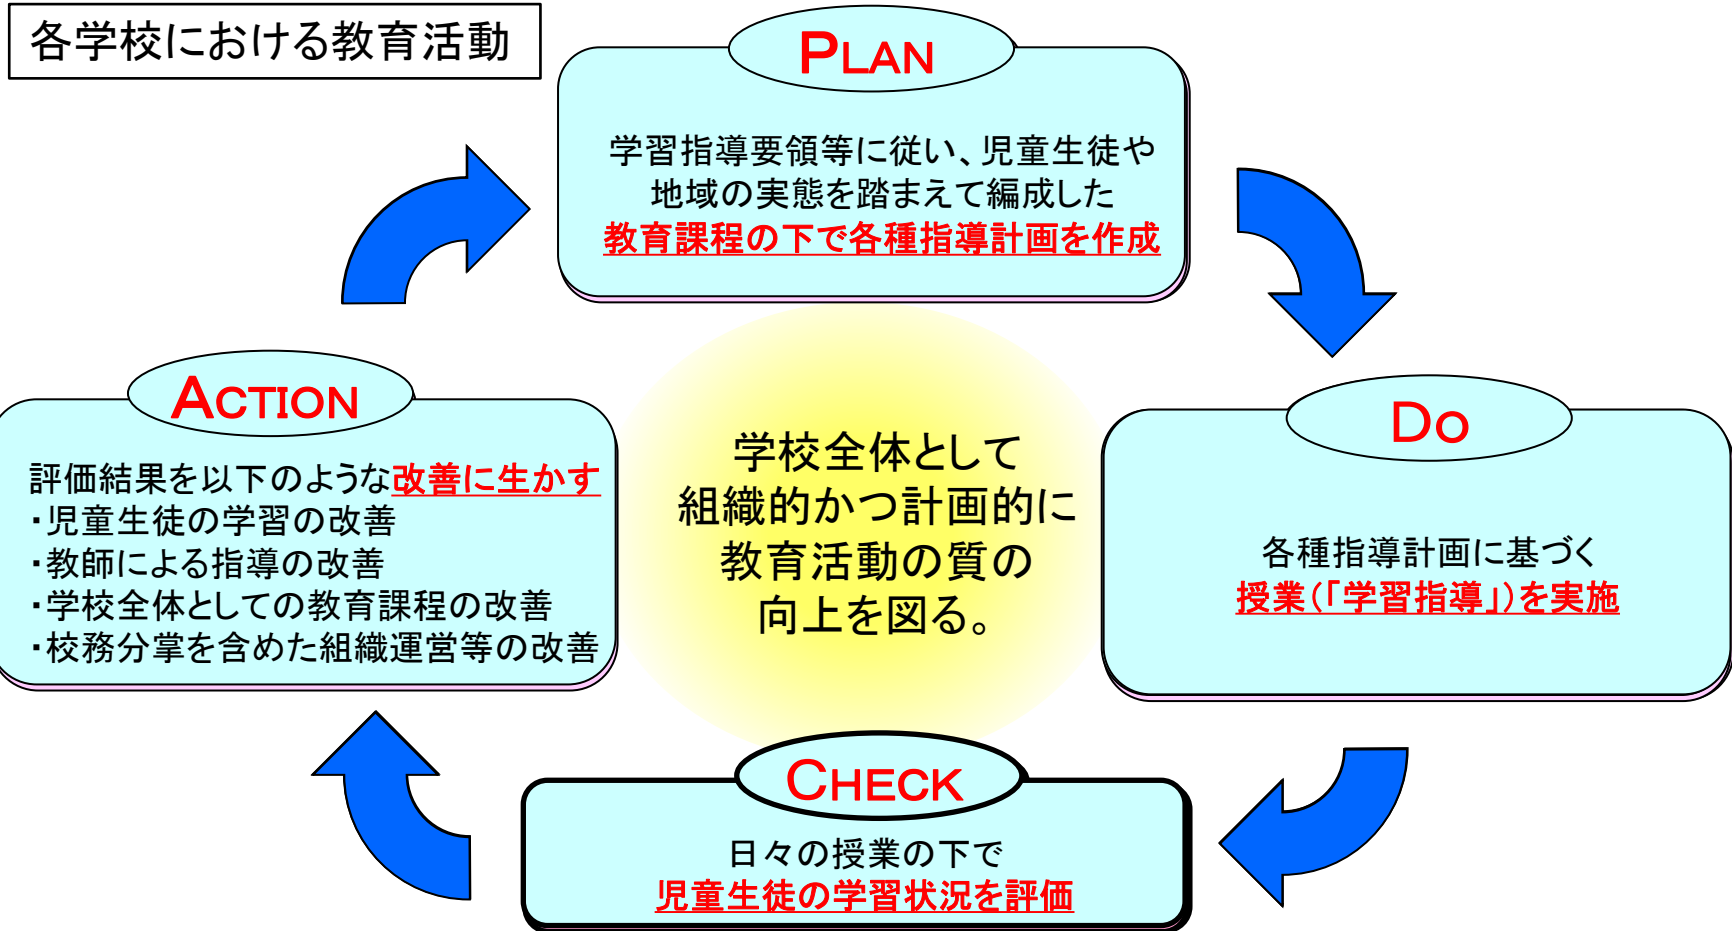 各学校における教育活動
PLAN
学習指導要領等に従い、児童生徒や
地域の実態を踏まえて編成した
教育課程の下で各種指導計画を作成
DO
各種指導計画に基づく
授業(「学習指導」)を実施
CHECK
日々の授業の下で
児童生徒の学習状況を評価
ACTION
評価結果を以下のような改善に生かす
・児童生徒の学習の改善
・教師による指導の改善
・学校全体としての教育課程の改善
・校務分掌を含めた組織運営等の改善
学校全体として
組織的かつ計画的に
教育活動の質の
向上を図る。